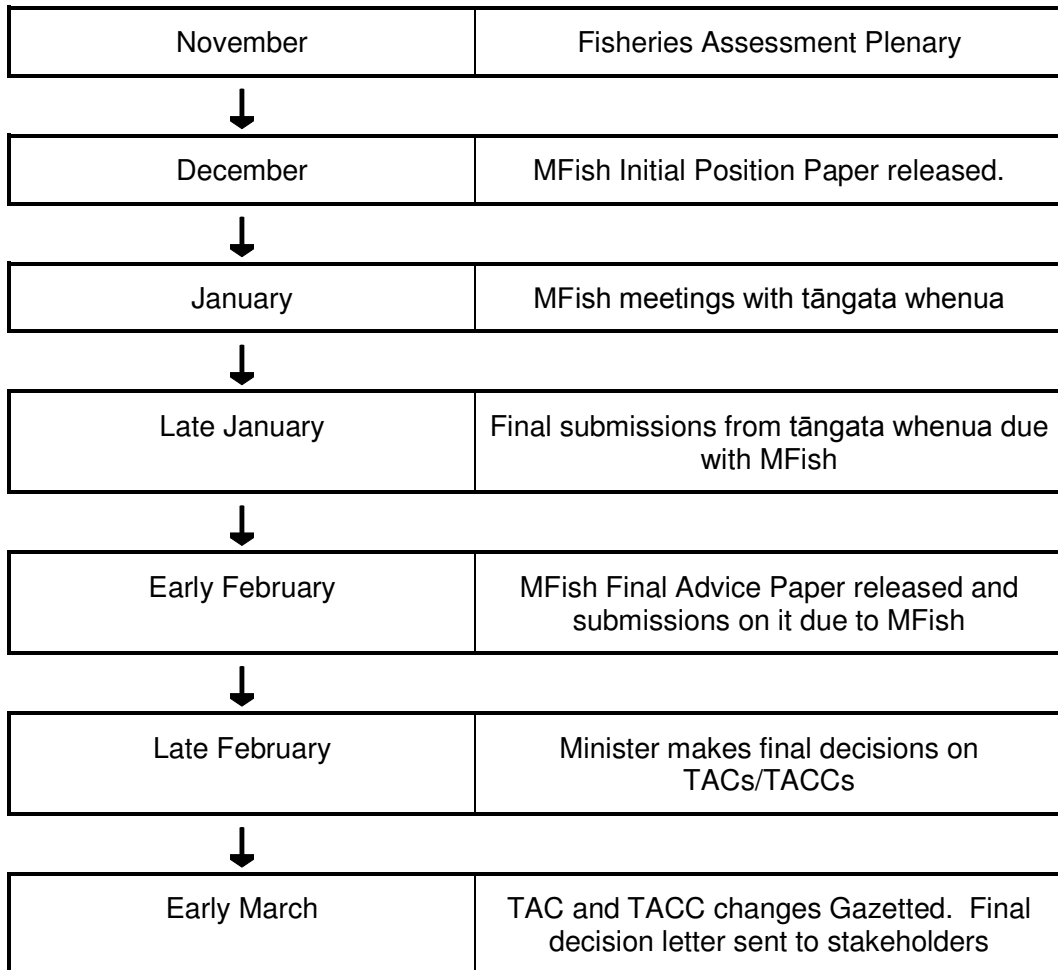 November
Fisheries Assessment Plenary
December
MFish Initial Position Paper released.
January
MFish meetings with tāngata whenua
Late January
Final submissions from tāngata whenua due
with MFish
Early February
MFish Final Advice Paper released and
submissions on it due to MFish
Late February
Minister makes final decisions on
TACs/TACCs
Early March
TAC and TACC changes Gazetted.  Final
decision letter sent to stakeholders